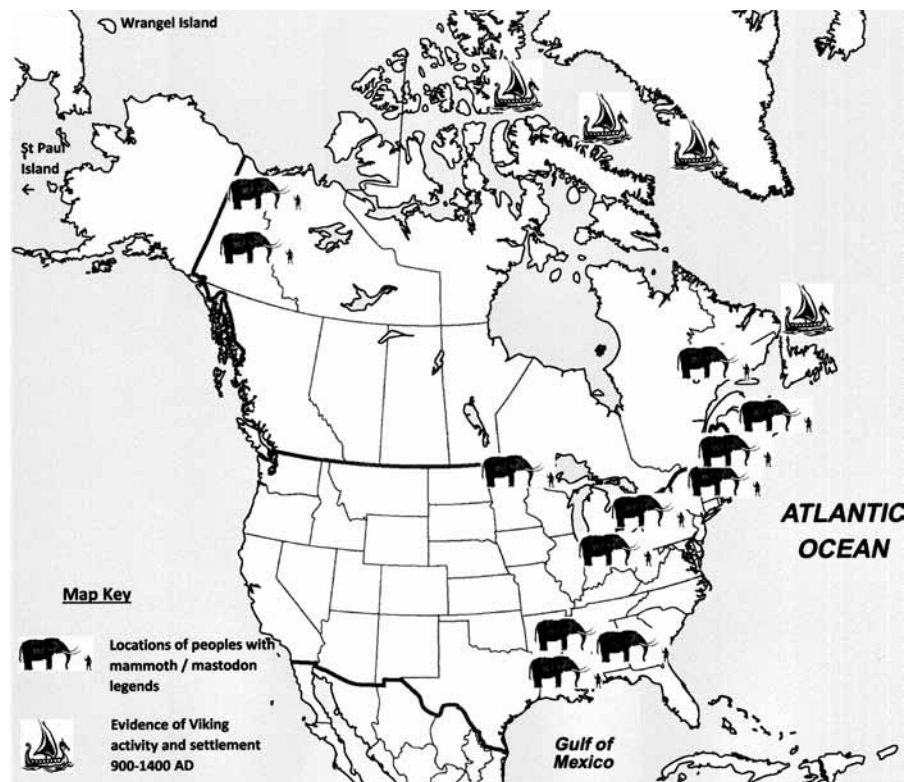 Wrangel Island
St Paul
Island
←
ATLANTIC
OCEAN
Map Key
Locations of peoples with
mammoth / mastodon
legends
Evidence of Viking
activity and settlement
900-1400 AD
Gulf of
Mexico